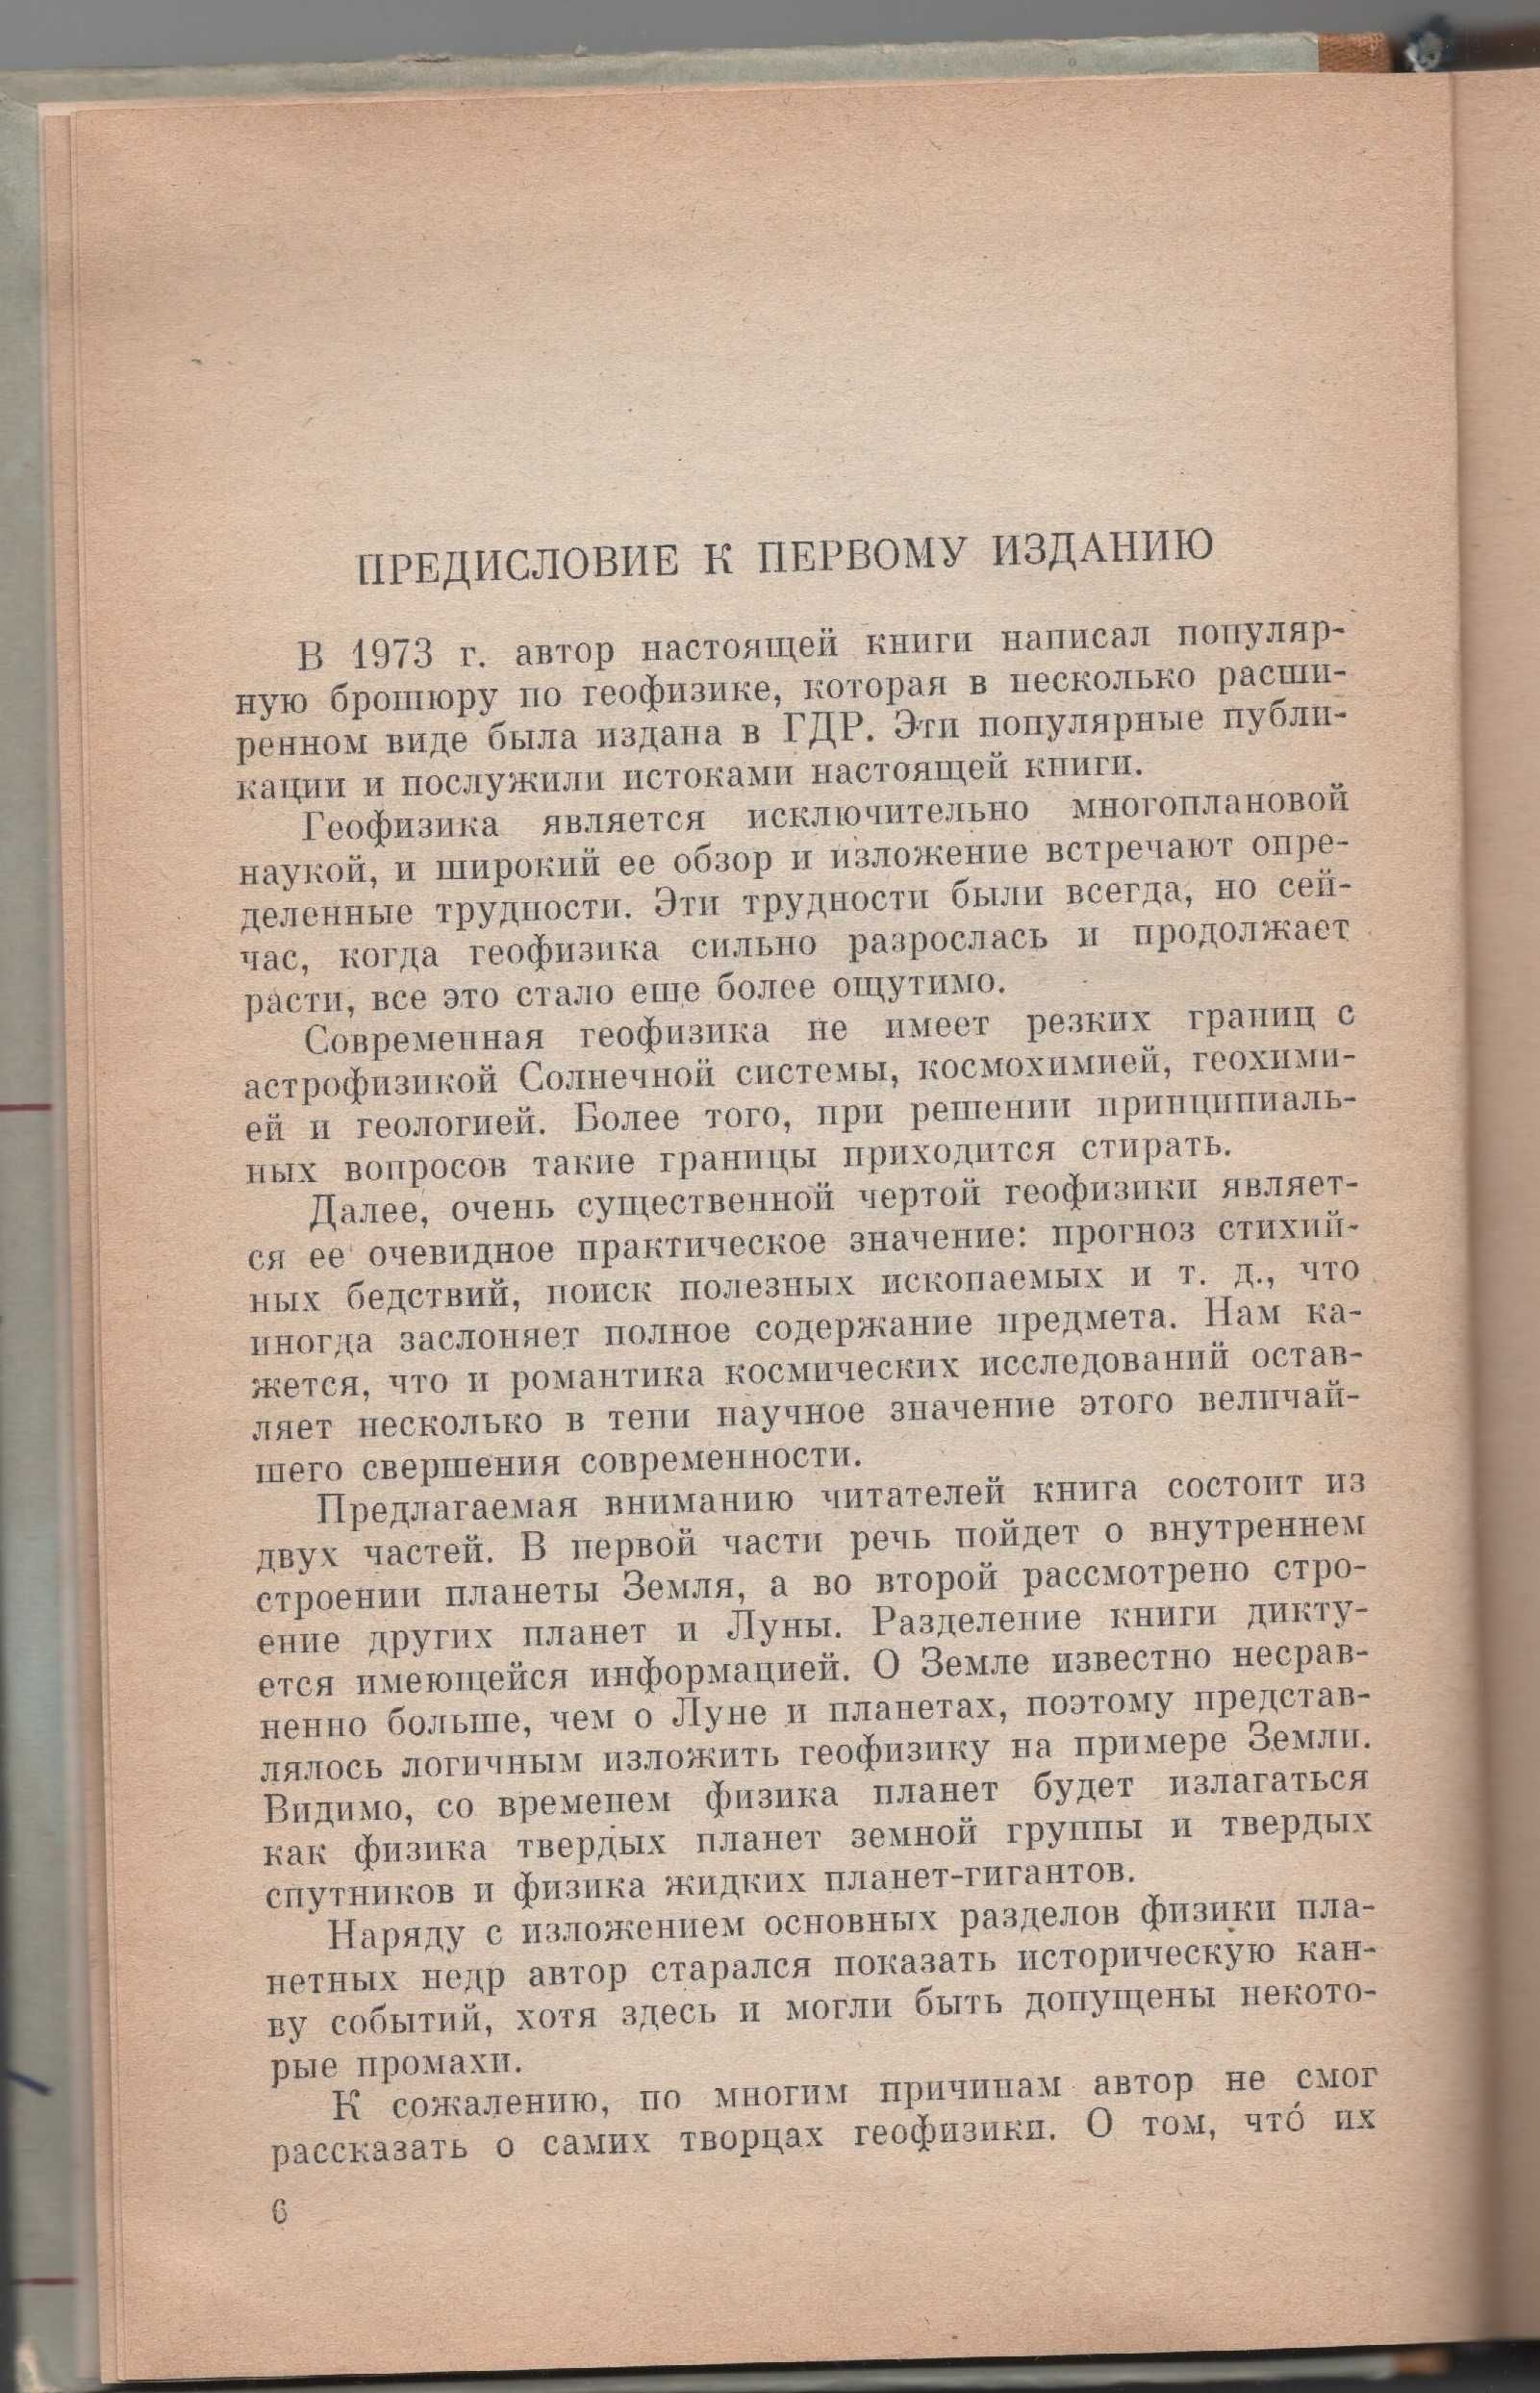 ПРЕДИСЛОВИЕ К ПЕРВОМУ ИЗДАНИЮ
В 1973 г. автор настоящей книги написал популяр-
ную брошюру по геофизике, которая в несколько расши-
ренном виде была издана в ГДР. Эти популярные публи-
кации и послужили истоками настоящей книги.
Геофизика является исключительно многоплановой
наукой, и широкий ее обзор и изложение встречают опре-
деленные трудности. Эти трудности были всегда, но сей-
час, когда геофизика сильно разрослась и продолжает
расти, все это стало еще более ощутимо.
Современная геофизика не имеет резких границ с
астрофизикой Солнечной системы, космохимией, геохими-
ей и геологией. Более того, при решении принципиаль-
ных вопросов такие границы приходится стирать.
Далее, очень существенной чертой геофизики являет-
ся ее очевидное практическое значение: прогноз стихий-
ных бедствий, поиск полезных ископаемых и т. д., что
иногда заслоняет полное содержание предмета. Нам ка-
жется, что и романтика космических исследований остав-
ляет несколько в тени научное значение этого величай-
шего свершения современности.
Предлагаемая вниманию читателей книга состоит из
двух частей. В первой части речь пойдет о внутреннем
строении планеты Земля, а во второй рассмотрено стро-
ение других планет и Луны. Разделение книги дикту-
ется имеющейся информацией. О Земле известно несрав-
ненно больше, чем о Луне и планетах, поэтому представ-
лялось логичным изложить геофизику на примере Земли.
Видимо, со временем физика планет будет излагаться
как физика твердых планет земной группы и твердых
спутников и физика жидких планет-гигантов.
Наряду с изложением основных разделов физики пла-
нетных недр автор старался показать историческую кан-
ву событий, хотя здесь и могли быть допущены некото-
рые промахи.
К сожалению, по многим причинам автор не смог
рассказать о самих творцах геофизики. О том, что́ их
6